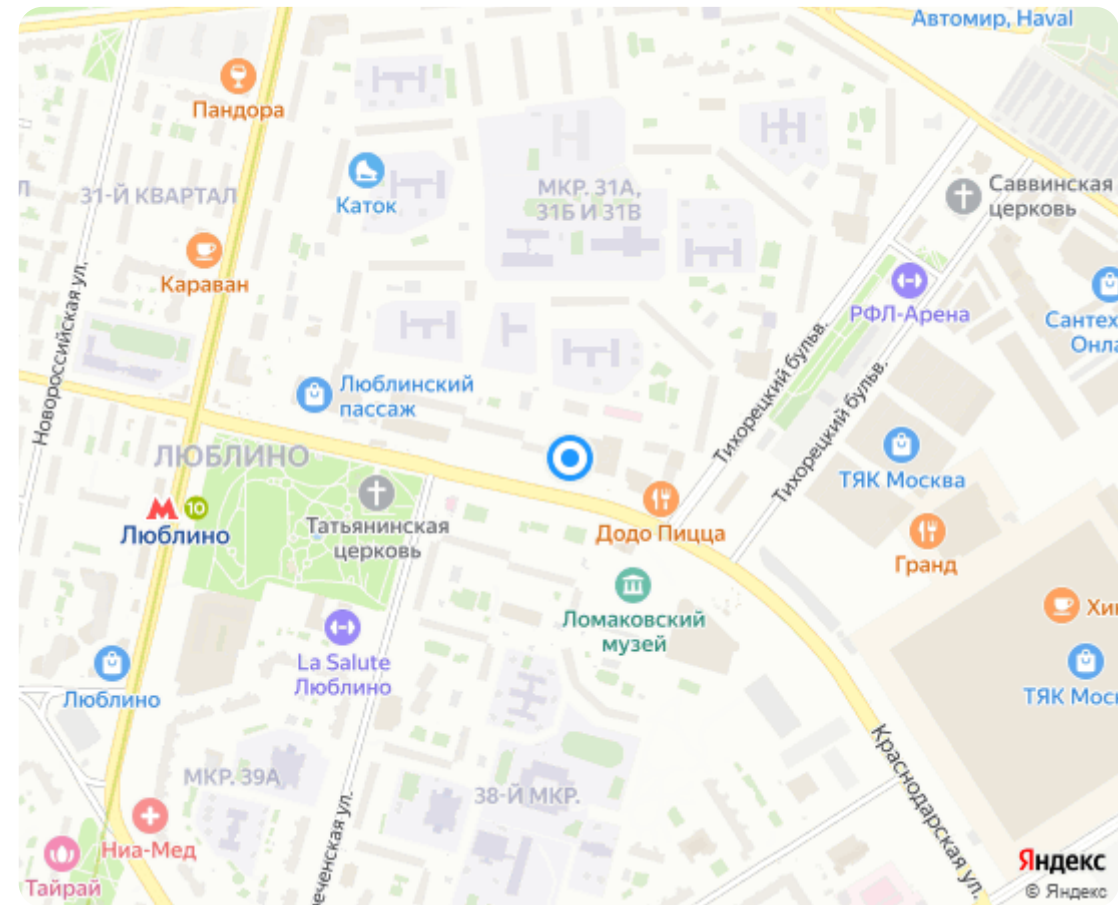 Автомир, Haval
Пандора
31-Й КВАРТАЛ
Каток
МКР. 31А,
31Б И 31В
Саввинская
церковь
Караван
РФЛ-Арена
Новороссийская ул.
Люблинский
пассаж
Тихорецкий бульв.
Тихорецкий бульв.
ЛЮБЛИНО
ТЯК Москва
М 10
Люблино
Татьянинская
церковь
Додо Пицца
Гранд
Ломаковский
музей
La Salute
Люблино
Люблино
МКР. 39А
38-Й МКР.
Краснодарская ул.
Ниа-Мед
Тайрай
Яндекс
© Яндекс